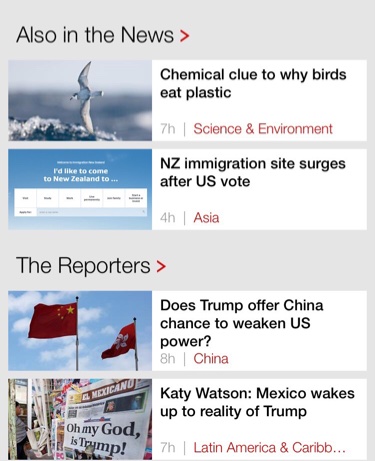 Also in the News >
Chemical clue to why birds
eat plastic
7h | Science & Environment
I'd like to come
to New Zealand to ...
NZ immigration site surges
after US vote
4h | Asia
The Reporters >
Does Trump offer China
chance to weaken US
power?
8h | China
EL MEXICANO
Oh my God,
is Trump!
Katy Watson: Mexico wakes
up to reality of Trump
7h | Latin America & Caribb...